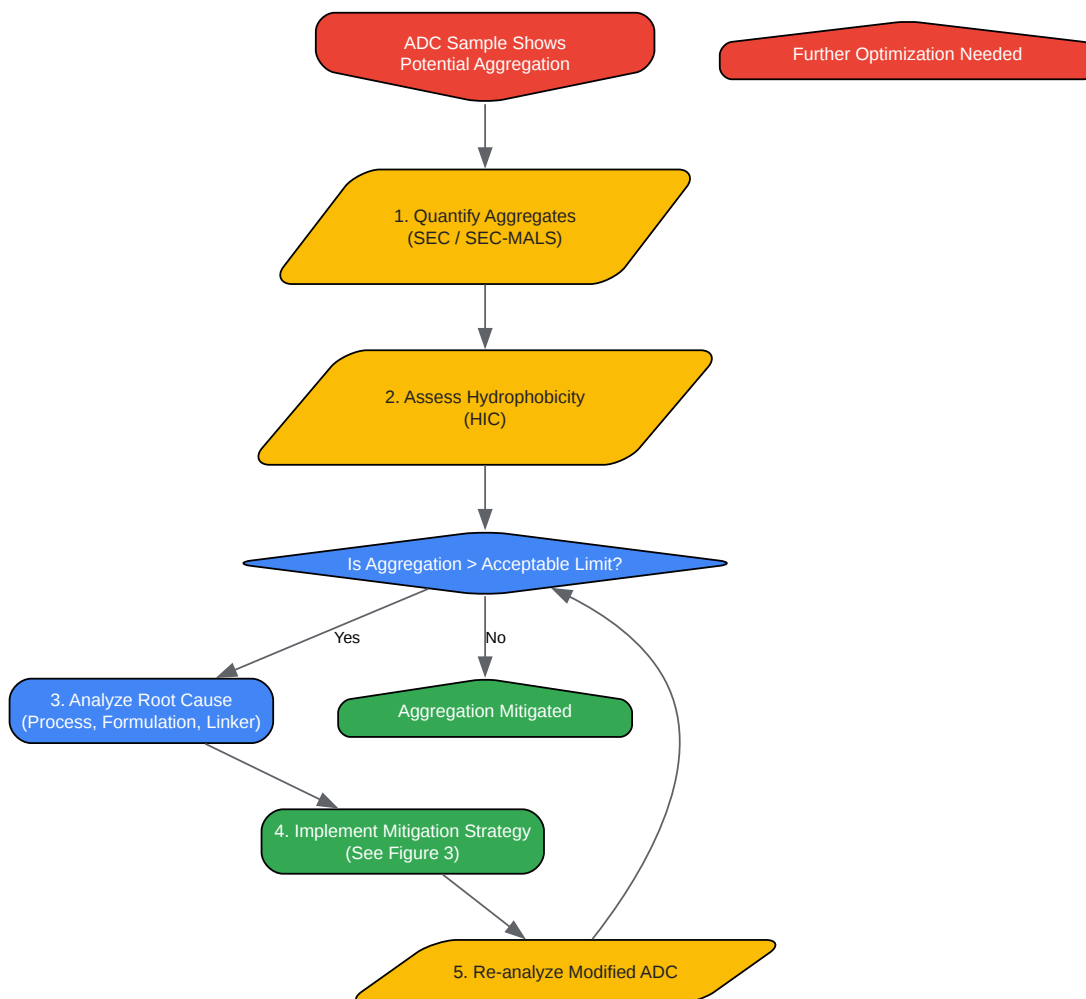 ADC Sample Shows
Potential Aggregation
Further Optimization Needed
1. Quantify Aggregates
(SEC / SEC-MALS)
2. Assess Hydrophobicity
(HIC)
Is Aggregation > Acceptable Limit?
Yes
No
3. Analyze Root Cause
(Process, Formulation, Linker)
Aggregation Mitigated
4. Implement Mitigation Strategy
(See Figure 3)
5. Re-analyze Modified ADC